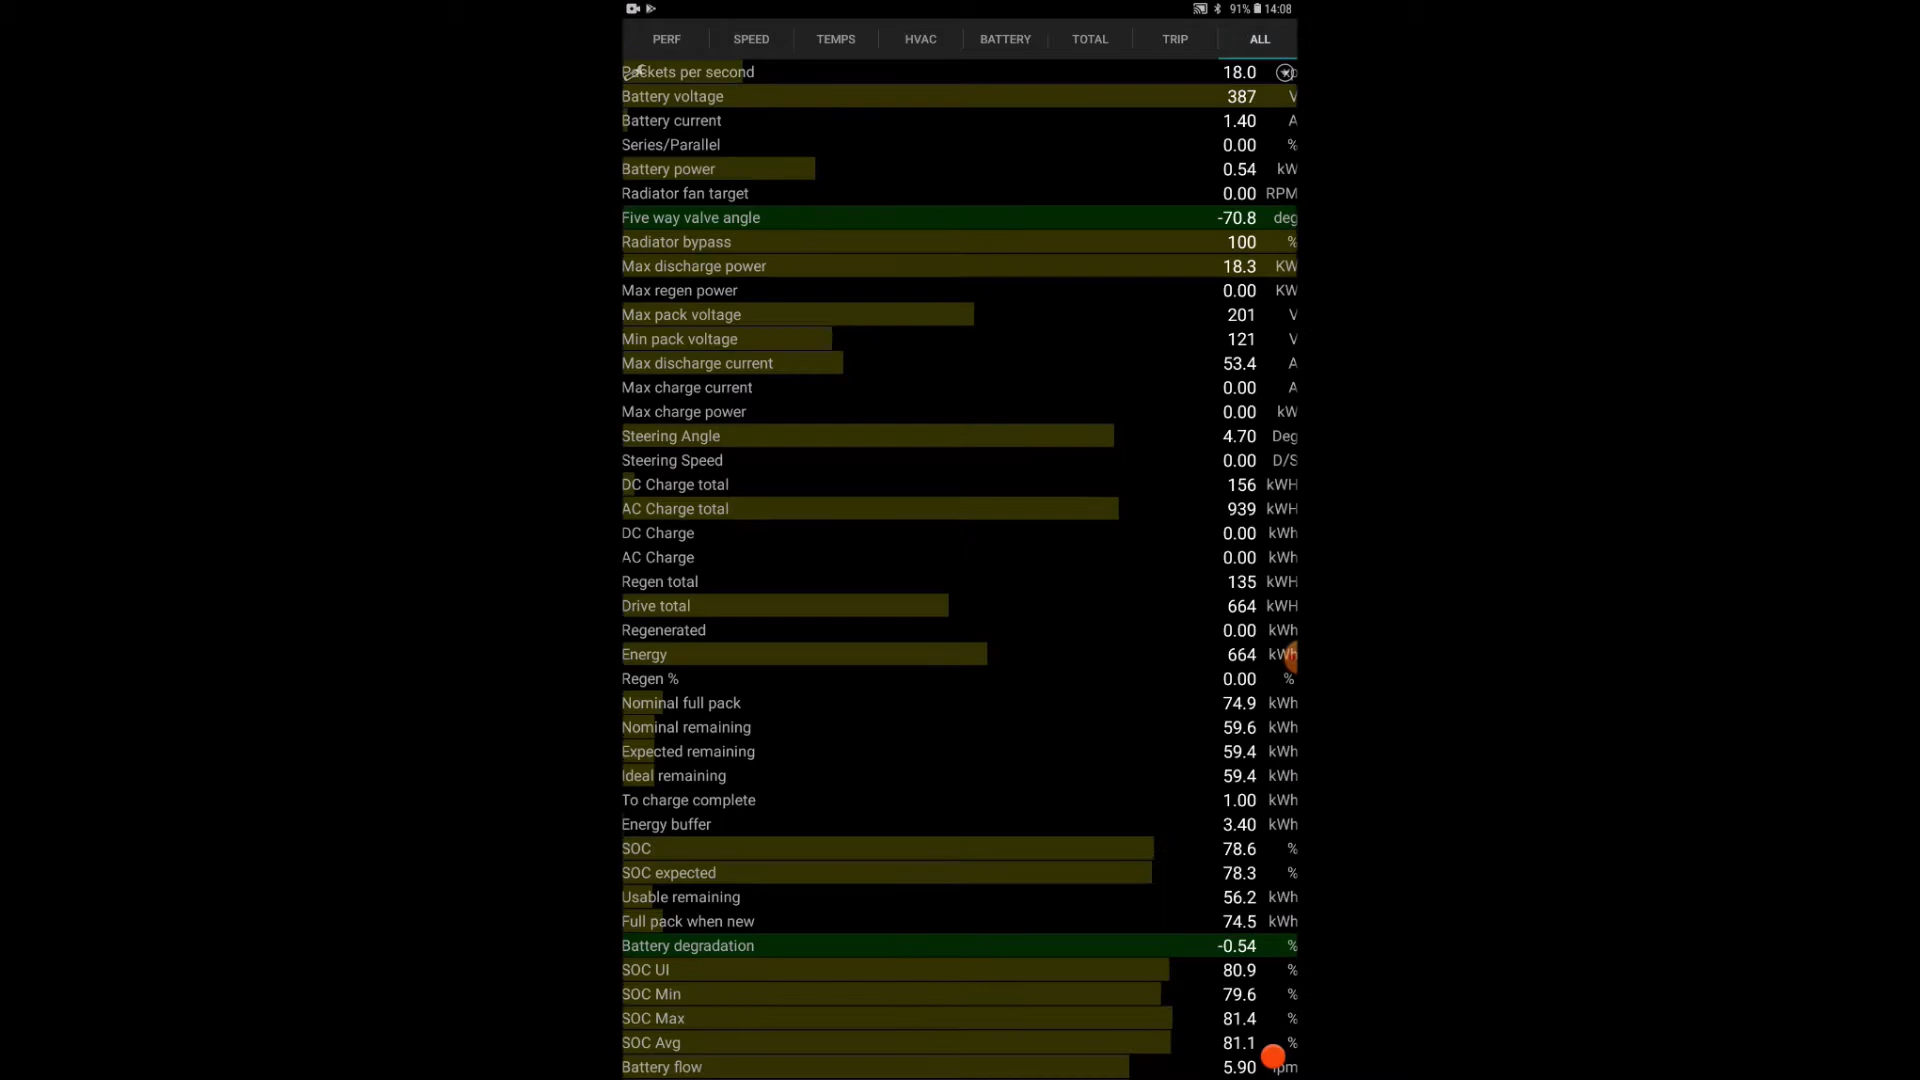 91% 14:08
PERF SPEED TEMPS HVAC BATTERY TOTAL TRIP ALL
Packets per second 18.0
Battery voltage 387 V
Battery current 1.40 A
Series/Parallel 0.00 %
Battery power 0.54 kW
Radiator fan target 0.00 RPM
Five way valve angle -70.8 deg
Radiator bypass 100 %
Max discharge power 18.3 KW
Max regen power 0.00 KW
Max pack voltage 201 V
Min pack voltage 121 V
Max discharge current 53.4 A
Max charge current 0.00 A
Max charge power 0.00 kW
Steering Angle 4.70 Deg
Steering Speed 0.00 D/S
DC Charge total 156 kWH
AC Charge total 939 kWH
DC Charge 0.00 kWh
AC Charge 0.00 kWh
Regen total 135 kWH
Drive total 664 kWH
Regenerated 0.00 kWh
Energy 664 kWh
Regen % 0.00 %
Nominal full pack 74.9 kWh
Nominal remaining 59.6 kWh
Expected remaining 59.4 kWh
Ideal remaining 59.4 kWh
To charge complete 1.00 kWh
Energy buffer 3.40 kWh
SOC 78.6 %
SOC expected 78.3 %
Usable remaining 56.2 kWh
Full pack when new 74.5 kWh
Battery degradation -0.54 %
SOC UI 80.9 %
SOC Min 79.6 %
SOC Max 81.4 %
SOC Avg 81.1 %
Battery flow 5.90 lpm